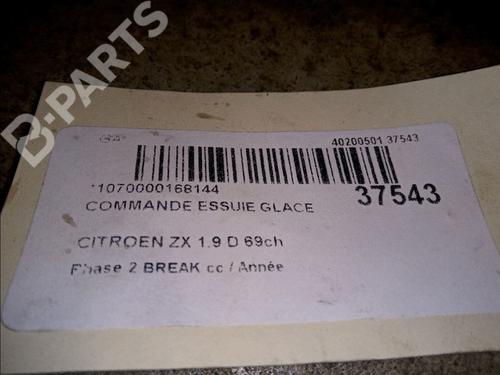 B-PARTS
40200501 37543
*1070000168144
37543
COMMANDE ESSUIE GLACE
CITROEN ZX 1.9 D 69ch
Phase 2 BREAK cc / Année